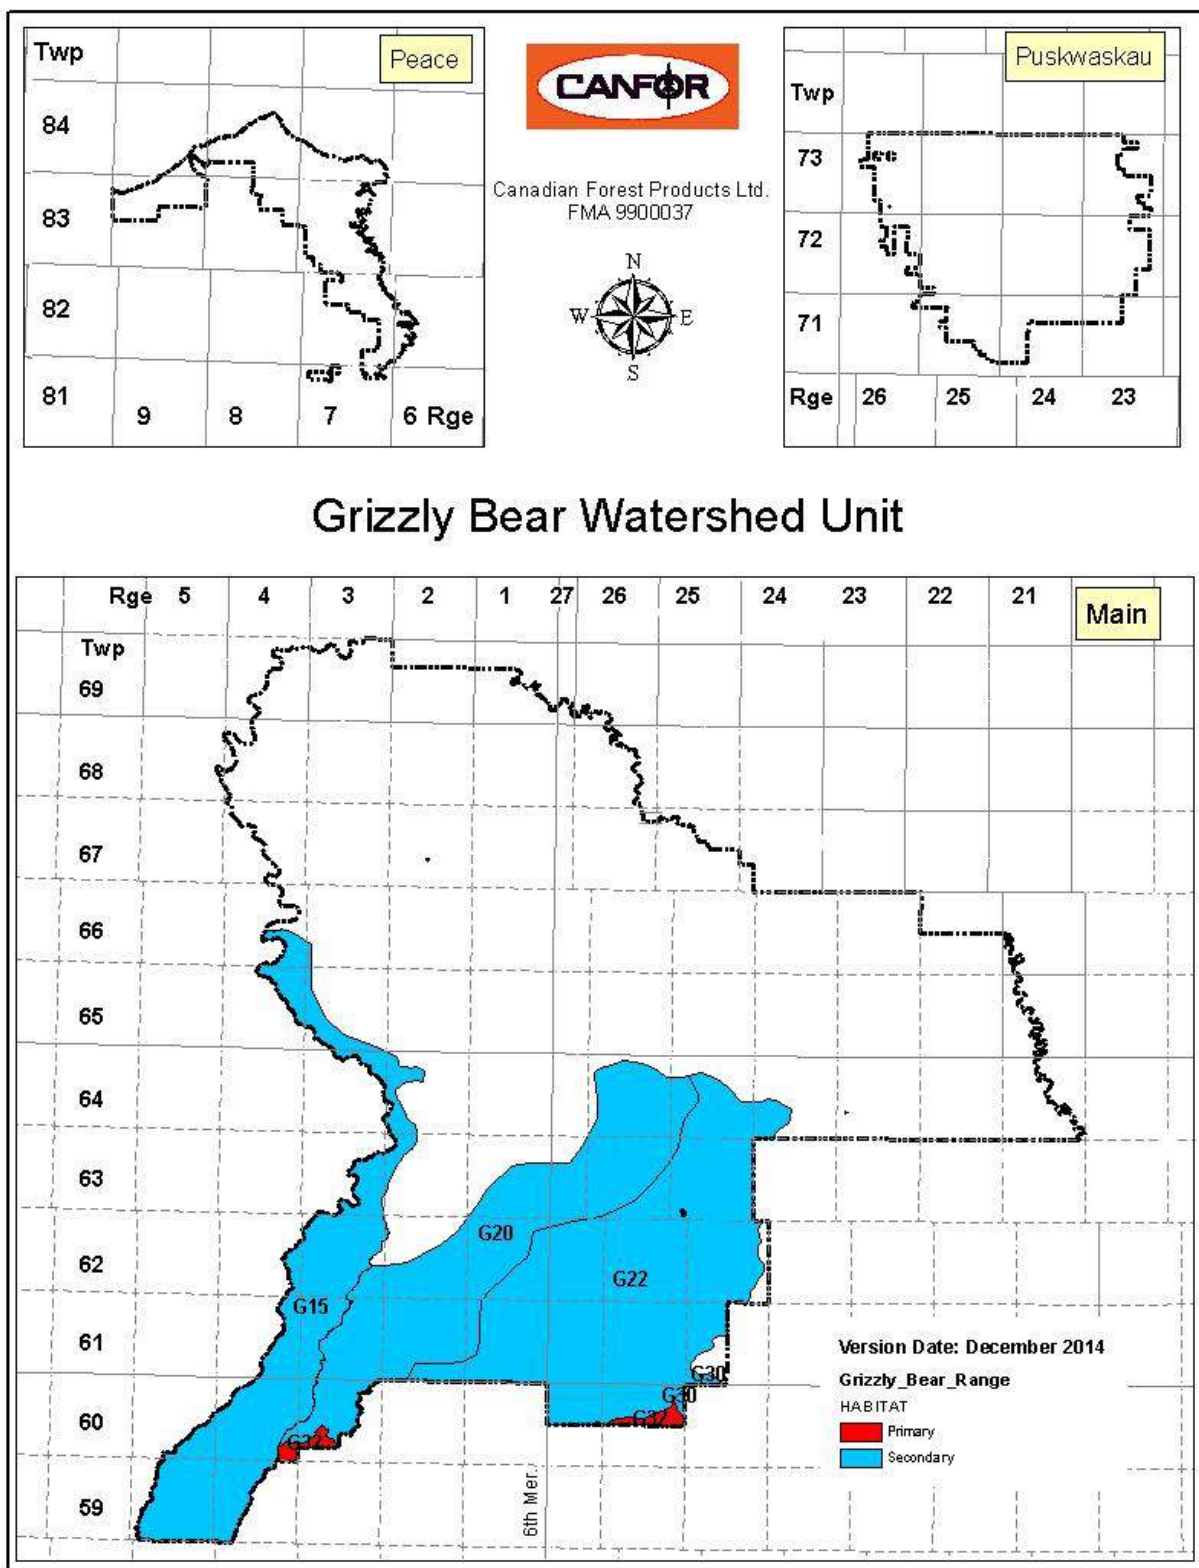 Twp
Peace
84
83
82
81
9 8 7 6 Rge
CANFOR
Canadian Forest Products Ltd.
FMA 9900037
N
W E
S
Puskwaskau
Twp
73
72
71
Rge 26 25 24 23
Grizzly Bear Watershed Unit
Rge 5 4 3 2 1 27 26 25 24 23 22 21
Main
Twp
69
68
67
66
65
64
63
62
61
60
59
G20
G22
G15
G30
G30
6th Mer.
Version Date: December 2014
Grizzly_Bear_Range
HABITAT
Primary
Secondary